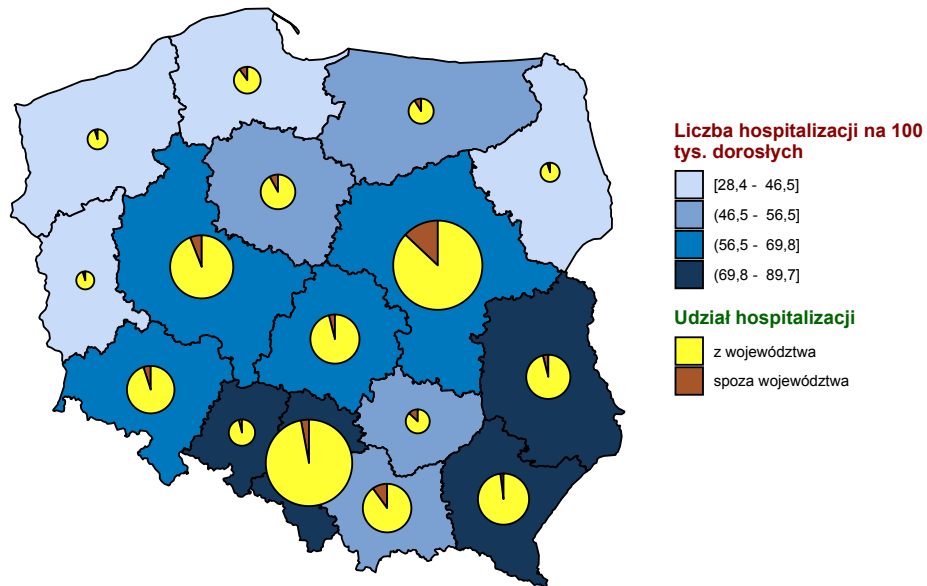 Liczba hospitalizacji na 100
tys. dorosłych
[28,4 - 46,5]
(46,5 - 56,5]
(56,5 - 69,8]
(69,8 - 89,7]
Udział hospitalizacji
z województwa
spoza województwa